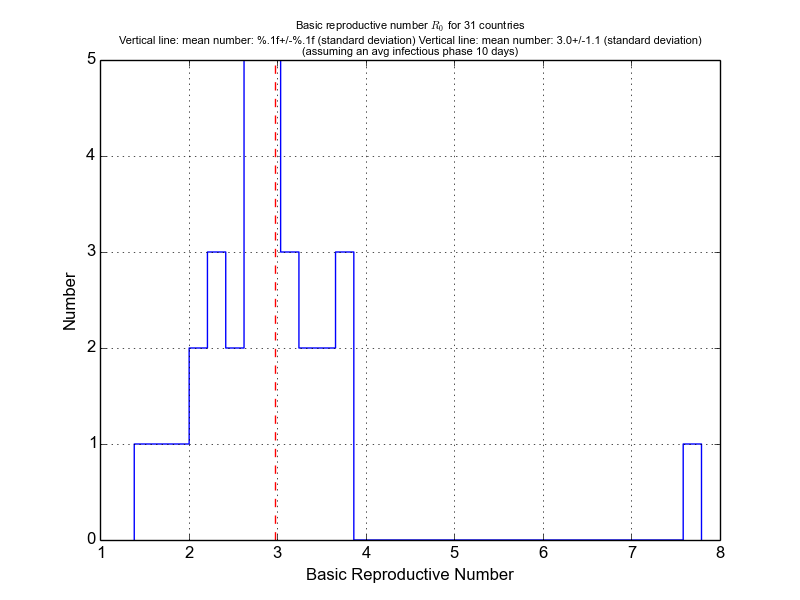 Basic reproductive number R₀ for 31 countries
Vertical line: mean number: %.1f+/-%.1f (standard deviation) Vertical line: mean number: 3.0+/-1.1 (standard deviation)
(assuming an avg infectious phase 10 days)
5
4
3
2
1
0
Number
1 2 3 4 5 6 7 8
Basic Reproductive Number